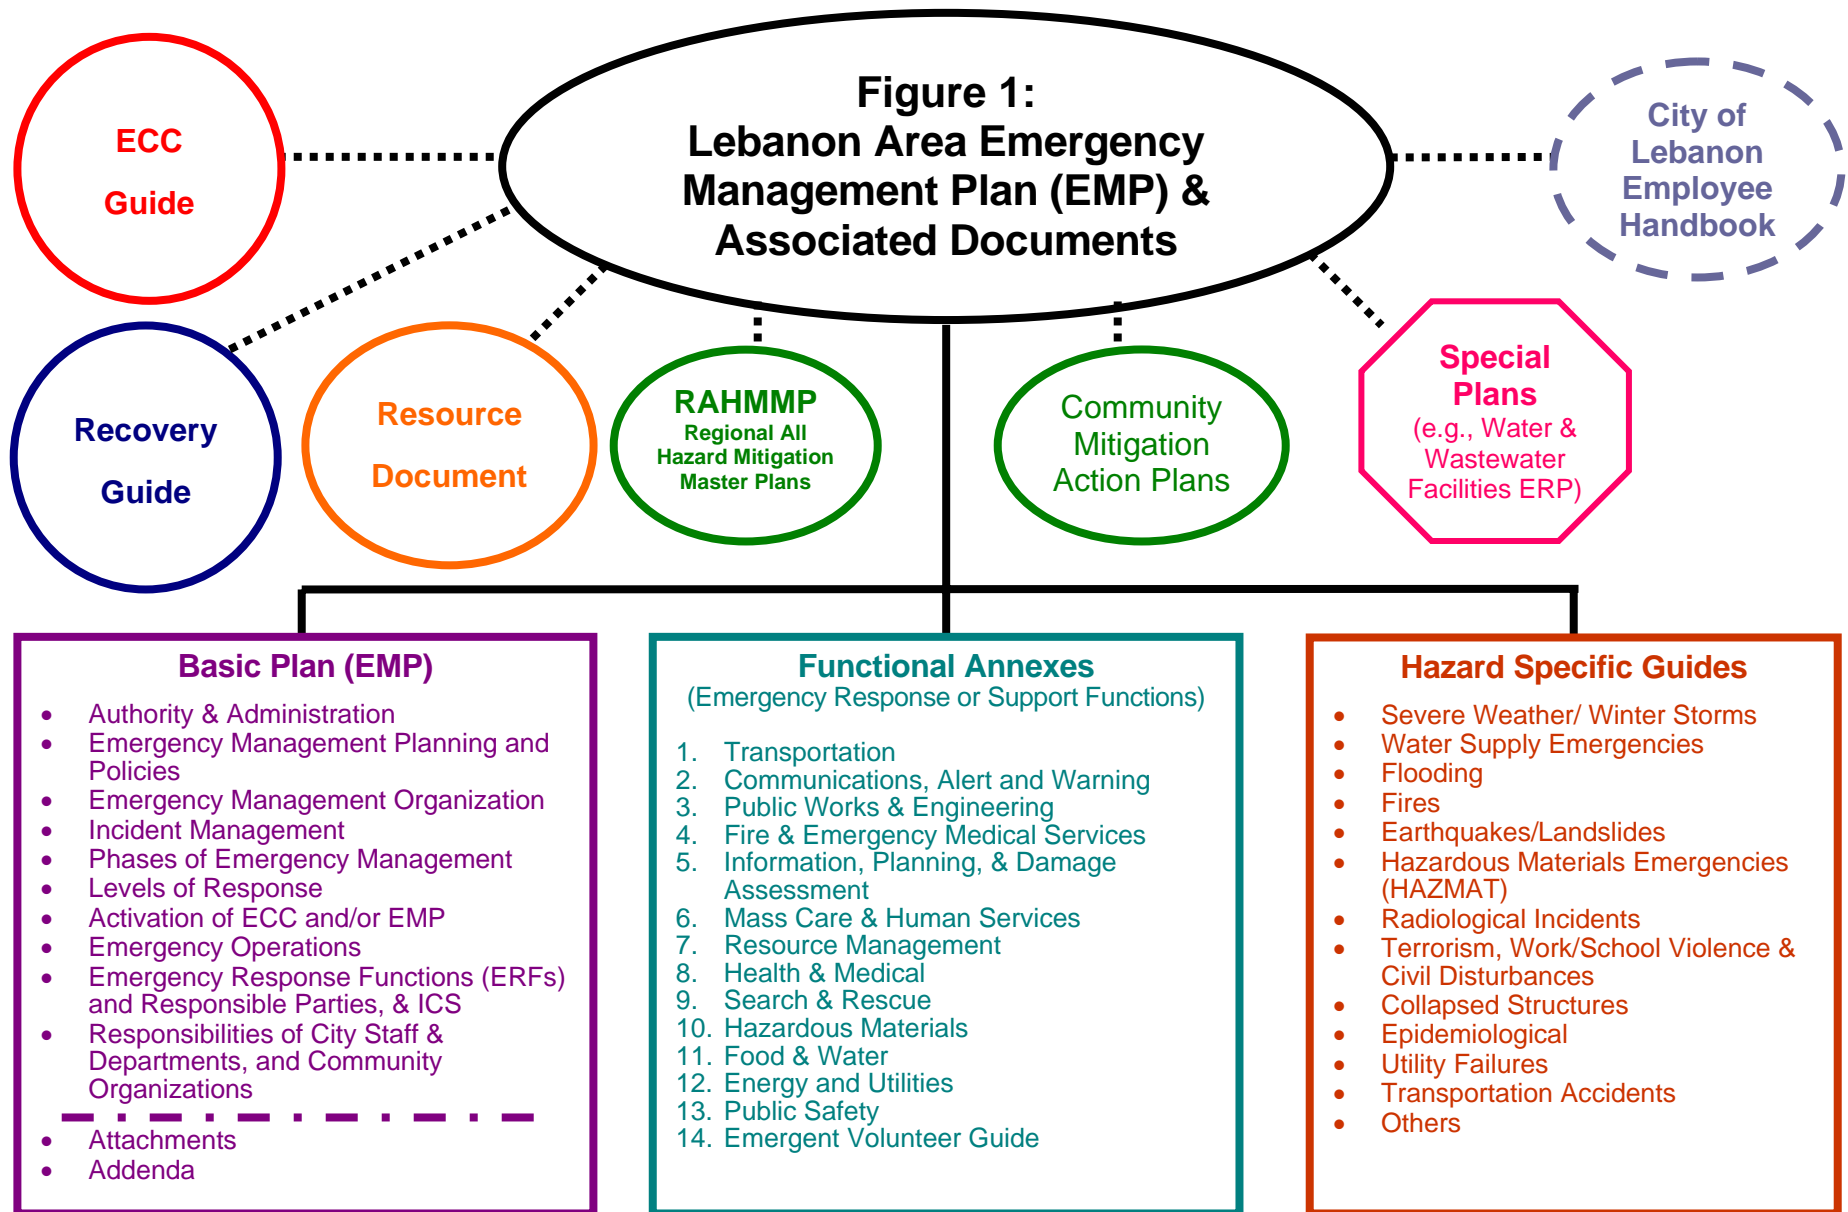 Figure 1:
Lebanon Area Emergency
Management Plan (EMP) &
Associated Documents
ECC
Guide
City of
Lebanon
Employee
Handbook
Recovery
Guide
Resource
Document
RAHMMP
Regional All
Hazard Mitigation
Master Plans
Community
Mitigation
Action Plans
Special
Plans
(e.g., Water &
Wastewater
Facilities ERP)
Basic Plan (EMP)
• Authority & Administration
• Emergency Management Planning and
Policies
• Emergency Management Organization
• Incident Management
• Phases of Emergency Management
• Levels of Response
• Activation of ECC and/or EMP
• Emergency Operations
• Emergency Response Functions (ERFs)
and Responsible Parties, & ICS
• Responsibilities of City Staff &
Departments, and Community
Organizations
• Attachments
• Addenda
Functional Annexes
(Emergency Response or Support Functions)
1. Transportation
2. Communications, Alert and Warning
3. Public Works & Engineering
4. Fire & Emergency Medical Services
5. Information, Planning, & Damage
Assessment
6. Mass Care & Human Services
7. Resource Management
8. Health & Medical
9. Search & Rescue
10. Hazardous Materials
11. Food & Water
12. Energy and Utilities
13. Public Safety
14. Emergent Volunteer Guide
Hazard Specific Guides
• Severe Weather/ Winter Storms
• Water Supply Emergencies
• Flooding
• Fires
• Earthquakes/Landslides
• Hazardous Materials Emergencies
(HAZMAT)
• Radiological Incidents
• Terrorism, Work/School Violence &
Civil Disturbances
• Collapsed Structures
• Epidemiological
• Utility Failures
• Transportation Accidents
• Others